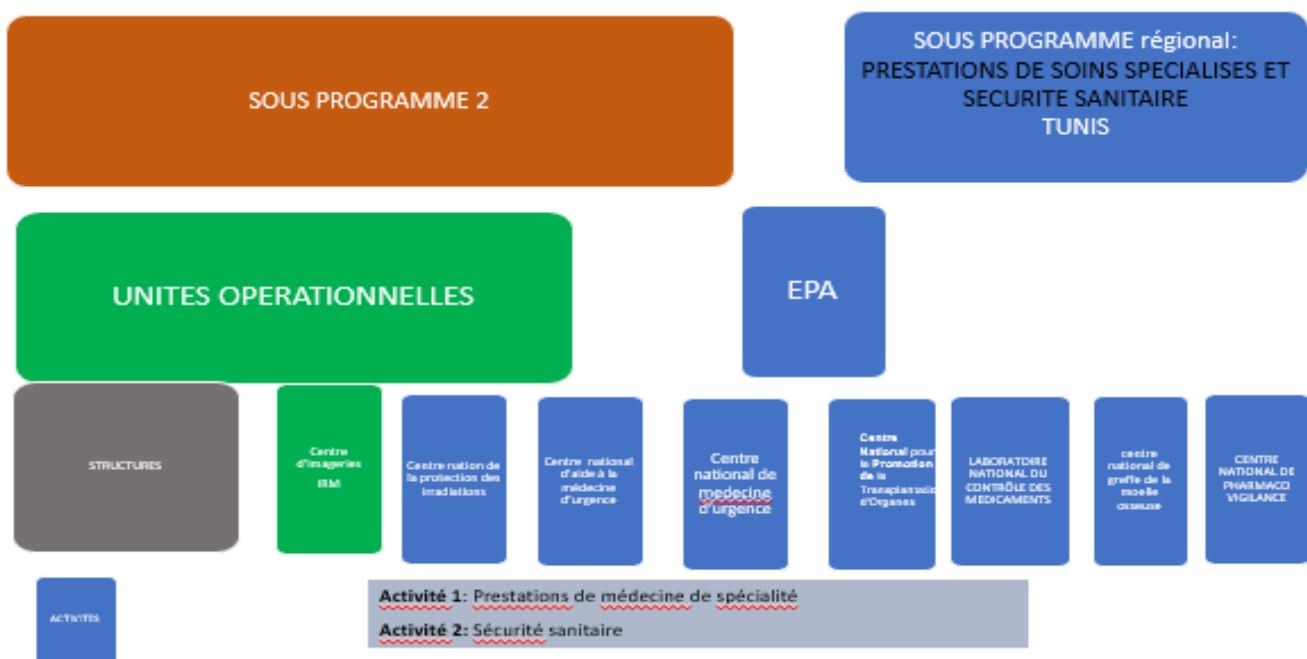 SOUS PROGRAMME 2
SOUS PROGRAMME régional:
PRESTATIONS DE SOINS SPECIALISES ET
SECURITE SANITAIRE
TUNIS
UNITES OPERATIONNELLES
EPA
STRUCTURES
Centre
d'imageries
IRM
Centre nation de
la protection des
irradiations
Centre national
d'aide à la
médecine
d'urgence
Centre
national de
medecine
d'urgence
Centre
National pour
la Promotion
de la
Transplantatio
d'Organes
LABORATOIRE
NATIONAL DU
CONTRÔLE DES
MEDICAMENTS
centre
national de
greffe de la
moelle
osseuse
CENTRE
NATIONAL DE
PHARMACO
VIGILANCE
ACTIVITES
Activité 1: Prestations de médecine de spécialité
Activité 2: Sécurité sanitaire